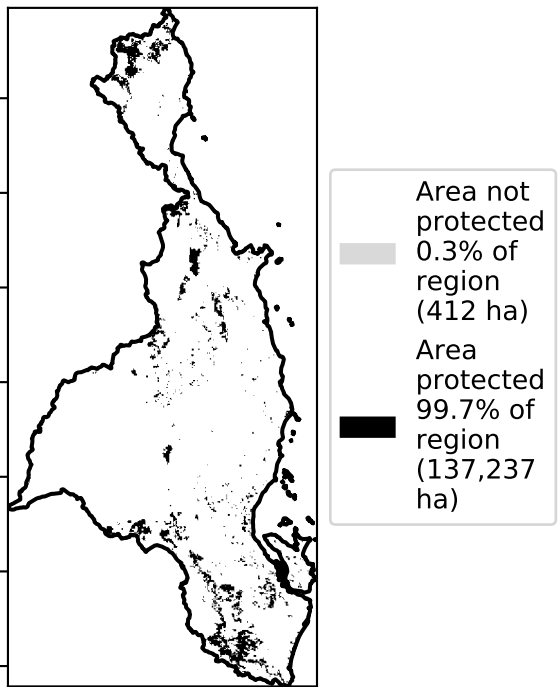 Area not
protected
0.3% of
region
(412 ha)
Area
protected
99.7% of
region
(137,237
ha)